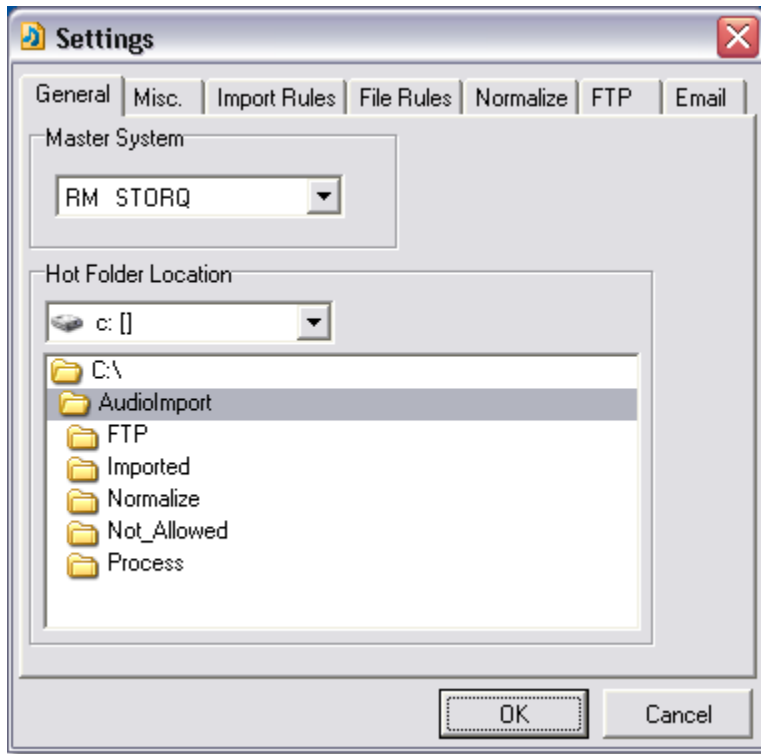 Settings
General Misc. Import Rules File Rules Normalize FTP Email
Master System
RM STORQ
Hot Folder Location
c: []
C:\
AudioImport
FTP
Imported
Normalize
Not_Allowed
Process
OK Cancel